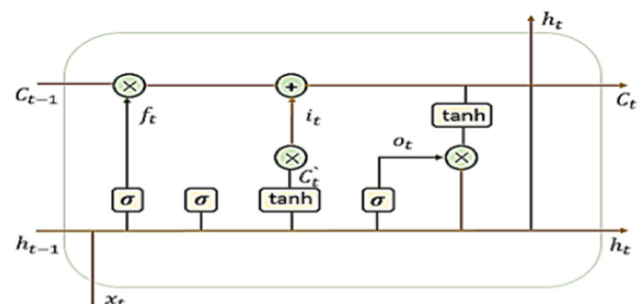 h_t
C_{t-1} × + C_t
f_t i_t tanh
o_t ×
× C̀_t
σ σ tanh σ
h_{t-1} h_t
x_t